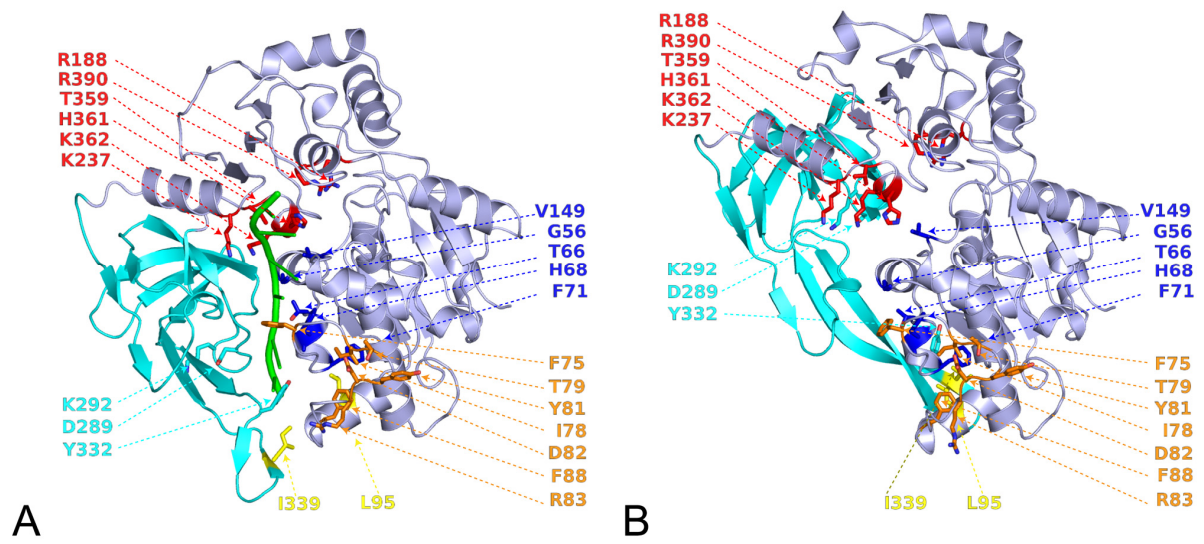 R188
R390
T359
H361
K362
K237
V149
G56
T66
H68
F71
F75
T79
Y81
I78
D82
F88
R83
K292
D289
Y332
I339
L95
A
R188
R390
T359
H361
K362
K237
V149
G56
T66
H68
F71
K292
D289
Y332
F75
T79
Y81
I78
D82
F88
R83
I339
L95
B